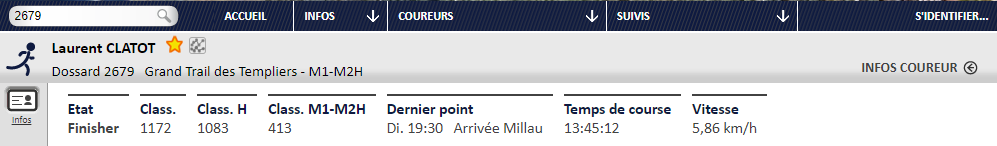 2679 ACCUEIL INFOS COUREURS SUIVIS S'IDENTIFIER...
Laurent CLATOT
Dossard 2679 Grand Trail des Templiers - M1-M2H
INFOS COUREUR
Infos
Etat Class. Class. H Class. M1-M2H Dernier point Temps de course Vitesse
Finisher 1172 1083 413 Di. 19:30 Arrivée Millau 13:45:12 5,86 km/h